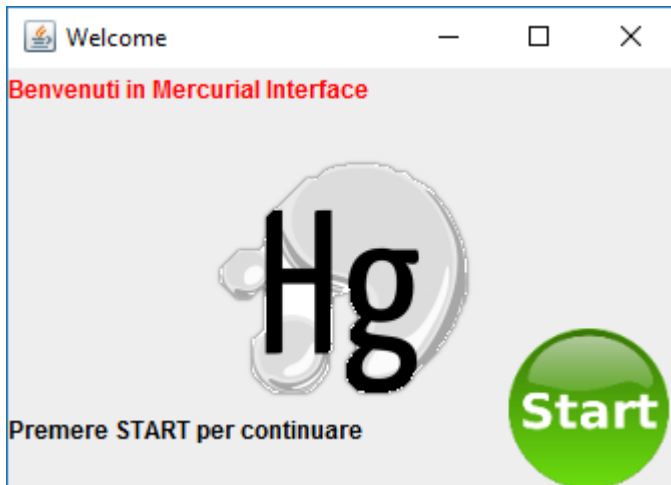 Welcome
Benvenuti in Mercurial Interface
Hg
Start
Premere START per continuare